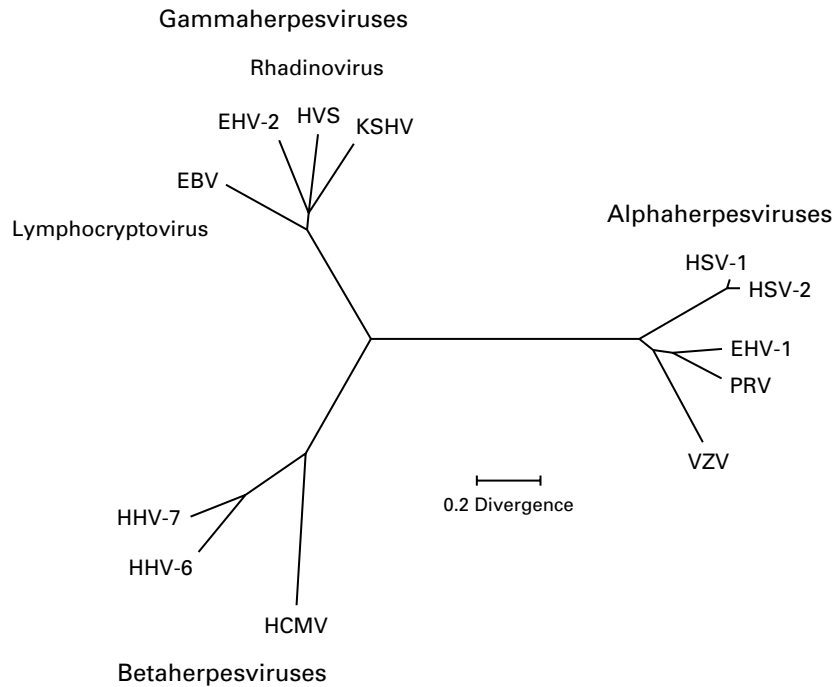 Gammaherpesviruses
Rhadinovirus
HVS
EHV-2
KSHV
EBV
Lymphocryptovirus
Alphaherpesviruses
HSV-1
HSV-2
EHV-1
PRV
VZV
0.2 Divergence
HHV-7
HHV-6
HCMV
Betaherpesviruses